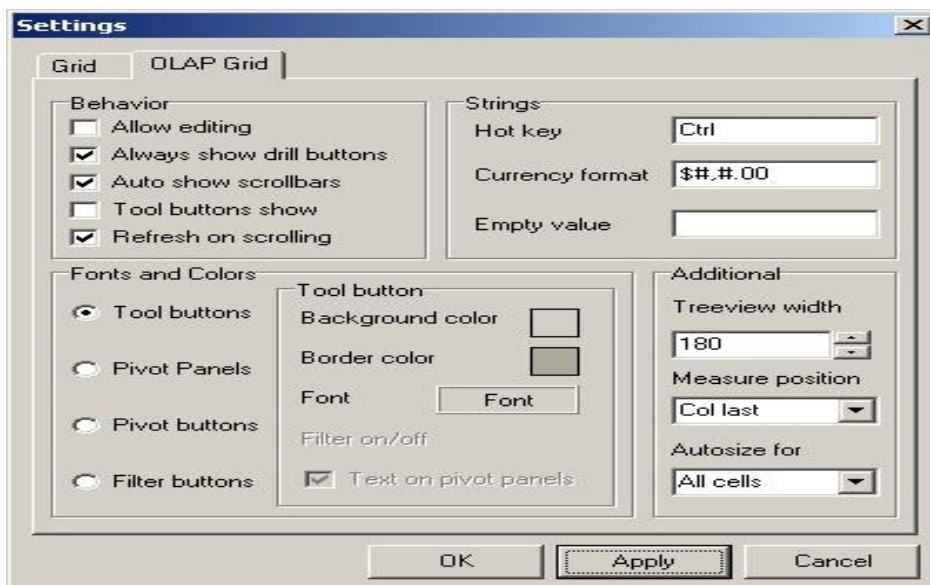 Settings
Grid
OLAP Grid
Behavior
Allow editing
Always show drill buttons
Auto show scrollbars
Tool buttons show
Refresh on scrolling
Strings
Hot key
Ctrl
Currency format
$#,#.00
Empty value
Fonts and Colors
Tool buttons
Pivot Panels
Pivot buttons
Filter buttons
Tool button
Background color
Border color
Font
Font
Filter on/off
Text on pivot panels
Additional
Treeview width
180
Measure position
Col last
Autosize for
All cells
OK
Apply
Cancel